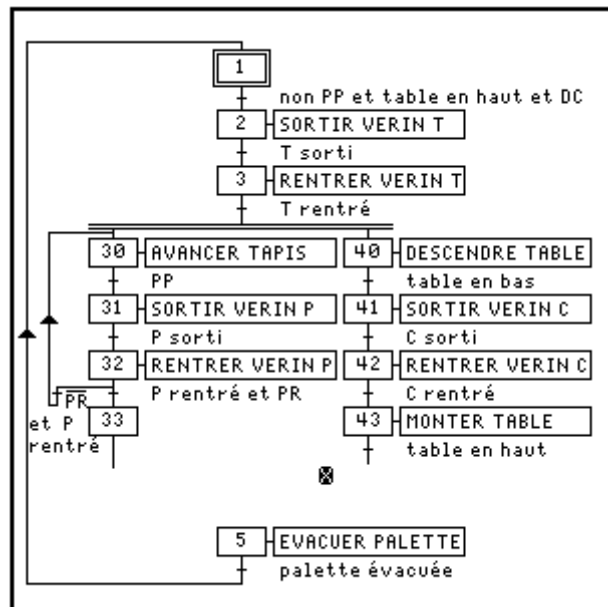 1
non PP et table en haut et DC
2 SORTIR VERIN T
T sorti
3 RENTRER VERIN T
T rentré
30 AVANCER TAPIS 40 DESCENDRE TABLE
PP table en bas
31 SORTIR VERIN P 41 SORTIR VERIN C
P sorti C sorti
32 RENTRER VERIN P 42 RENTRER VERIN C
P̅R̅ P rentré et PR C rentré
et P
rentré
33 43 MONTER TABLE
table en haut
5 EVACUER PALETTE
palette évacuée